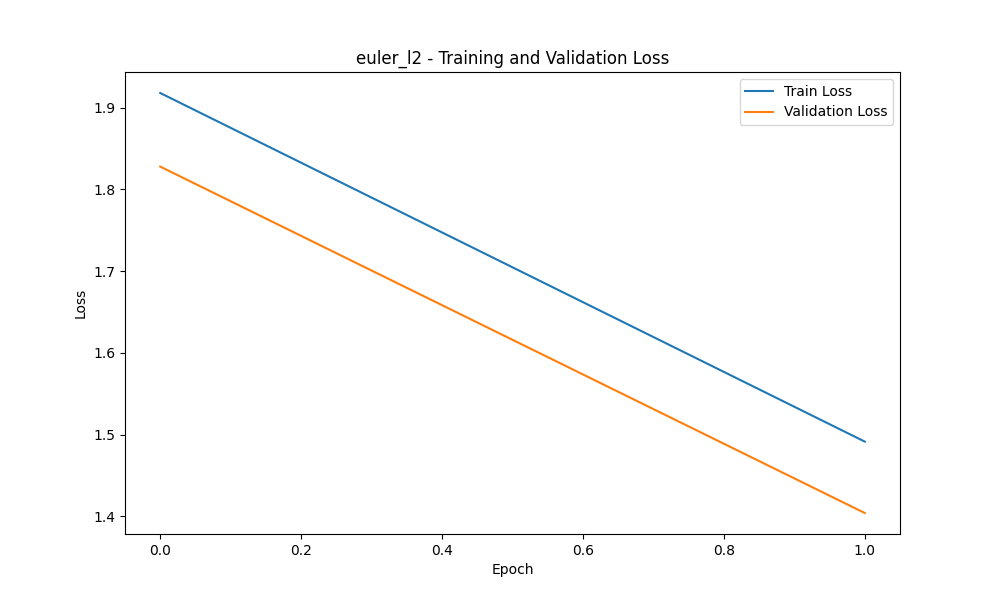 euler_l2 - Training and Validation Loss
Train Loss
Validation Loss
1.9
1.8
1.7
1.6
1.5
1.4
Loss
0.0 0.2 0.4 0.6 0.8 1.0
Epoch